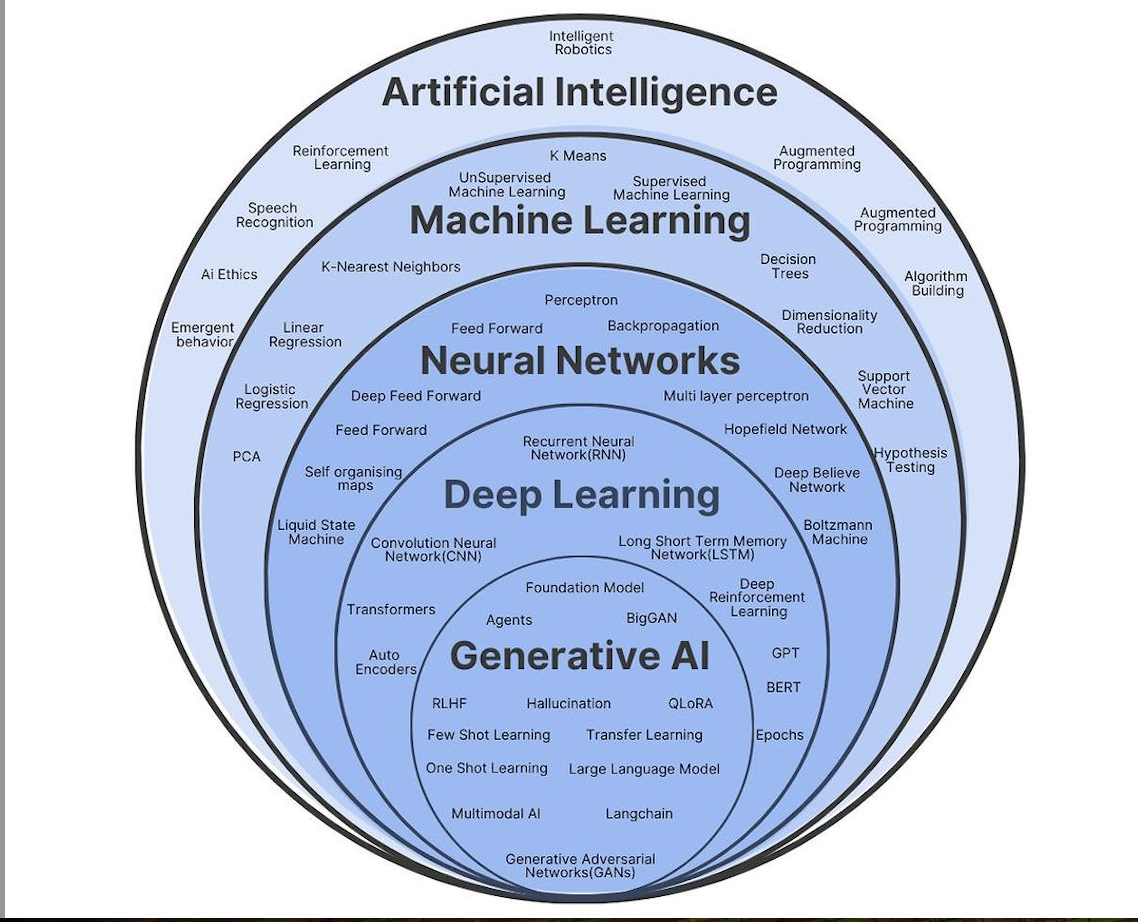 Intelligent
Robotics
Artificial Intelligence
Reinforcement
Learning
Augmented
Programming
Speech
Recognition
Augmented
Programming
Ai Ethics
Algorithm
Building
Emergent
behavior
K Means
UnSupervised
Machine Learning
Supervised
Machine Learning
Machine Learning
K-Nearest Neighbors
Decision
Trees
Linear
Regression
Dimensionality
Reduction
Logistic
Regression
Support
Vector
Machine
PCA
Hypothesis
Testing
Perceptron
Feed Forward
Backpropagation
Neural Networks
Deep Feed Forward
Multi layer perceptron
Feed Forward
Hopefield Network
Self organising
maps
Deep Believe
Network
Liquid State
Machine
Boltzmann
Machine
Recurrent Neural
Network(RNN)
Deep Learning
Convolution Neural
Network(CNN)
Long Short Term Memory
Network(LSTM)
Transformers
Deep
Reinforcement
Learning
Auto
Encoders
GPT
BERT
Epochs
Foundation Model
Agents
BigGAN
Generative AI
RLHF
Hallucination
QLoRA
Few Shot Learning
Transfer Learning
One Shot Learning
Large Language Model
Multimodal AI
Langchain
Generative Adversarial
Networks(GANs)